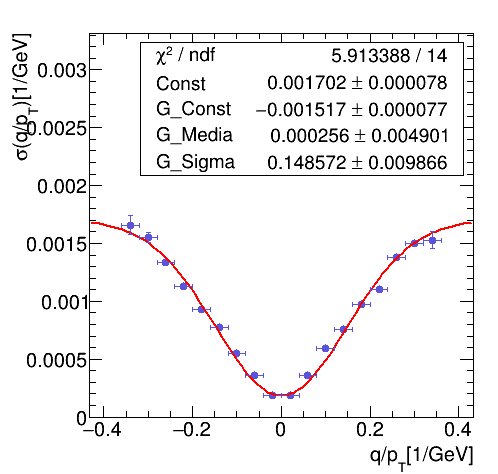 χ² / ndf 5.913388 / 14
Const 0.001702 ± 0.000078
G_Const −0.001517 ± 0.000077
G_Media 0.000256 ± 0.004901
G_Sigma 0.148572 ± 0.009866
σ(q/p_T)[1/GeV]
0.003
0.0025
0.002
0.0015
0.001
0.0005
0
−0.4 −0.2 0 0.2 0.4
q/p_T[1/GeV]